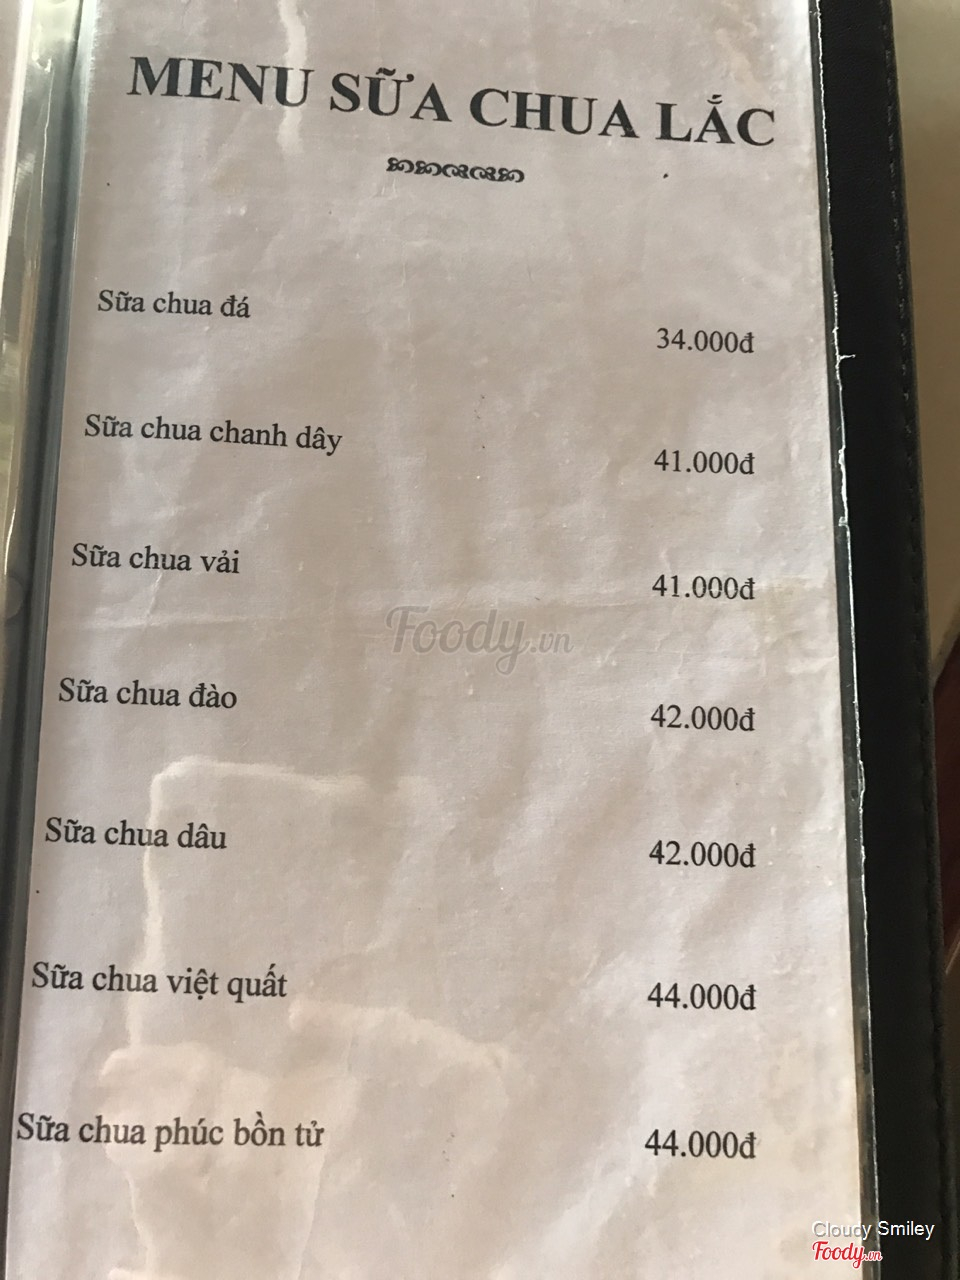 MENU SỮA CHUA LẮC
Sữa chua đá
34.000đ
Sữa chua chanh dây
41.000đ
Sữa chua vải
41.000đ
Foody.vn
Sữa chua đào
42.000đ
Sữa chua dâu
42.000đ
Sữa chua việt quất
44.000đ
Sữa chua phúc bồn tử
44.000đ
Cloudy Smiley
Foody.vn